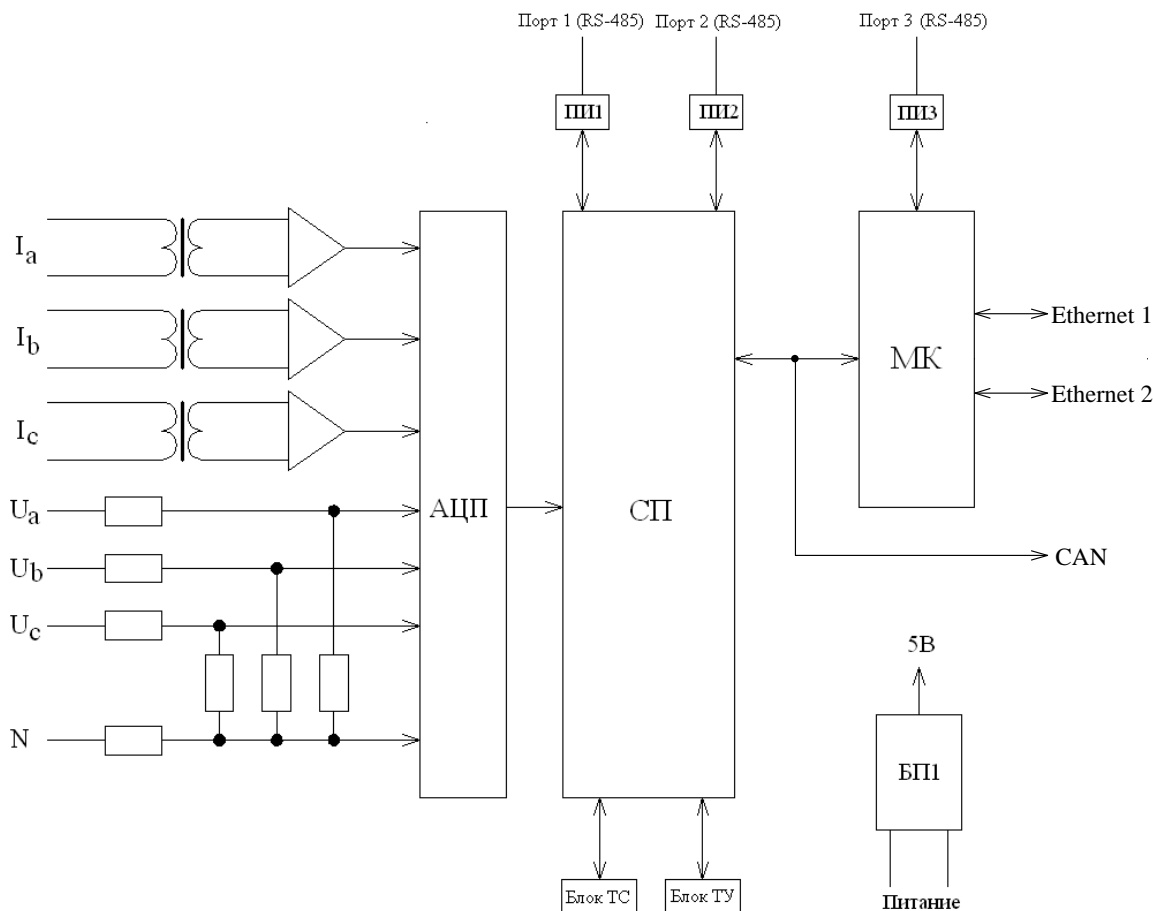 Порт 1 (RS-485)
Порт 2 (RS-485)
Порт 3 (RS-485)
ПИ1
ПИ2
ПИ3
Ia
Ib
Ic
Ua
Ub
Uc
N
АЦП
СП
МК
Ethernet 1
Ethernet 2
CAN
5В
БП1
Питание
Блок ТС
Блок ТУ